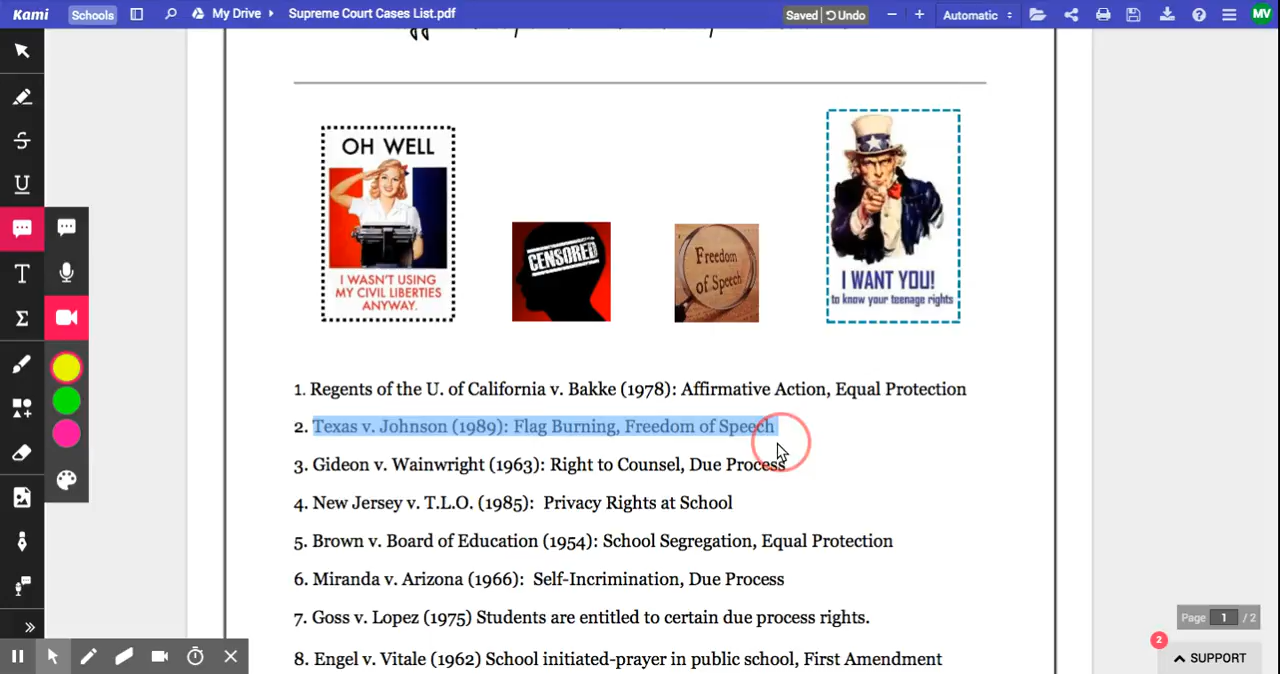 Kami Schools My Drive Supreme Court Cases List.pdf Saved Undo Automatic MV
OH WELL
I WASN'T USING
MY CIVIL LIBERTIES
ANYWAY.
CENSORED
Freedom
of Speech
I WANT YOU!
to know your teenage rights
1. Regents of the U. of California v. Bakke (1978): Affirmative Action, Equal Protection
2. Texas v. Johnson (1989): Flag Burning, Freedom of Speech
3. Gideon v. Wainwright (1963): Right to Counsel, Due Process
4. New Jersey v. T.L.O. (1985): Privacy Rights at School
5. Brown v. Board of Education (1954): School Segregation, Equal Protection
6. Miranda v. Arizona (1966): Self-Incrimination, Due Process
7. Goss v. Lopez (1975) Students are entitled to certain due process rights.
Page 1 / 2
8. Engel v. Vitale (1962) School initiated-prayer in public school, First Amendment
2
SUPPORT